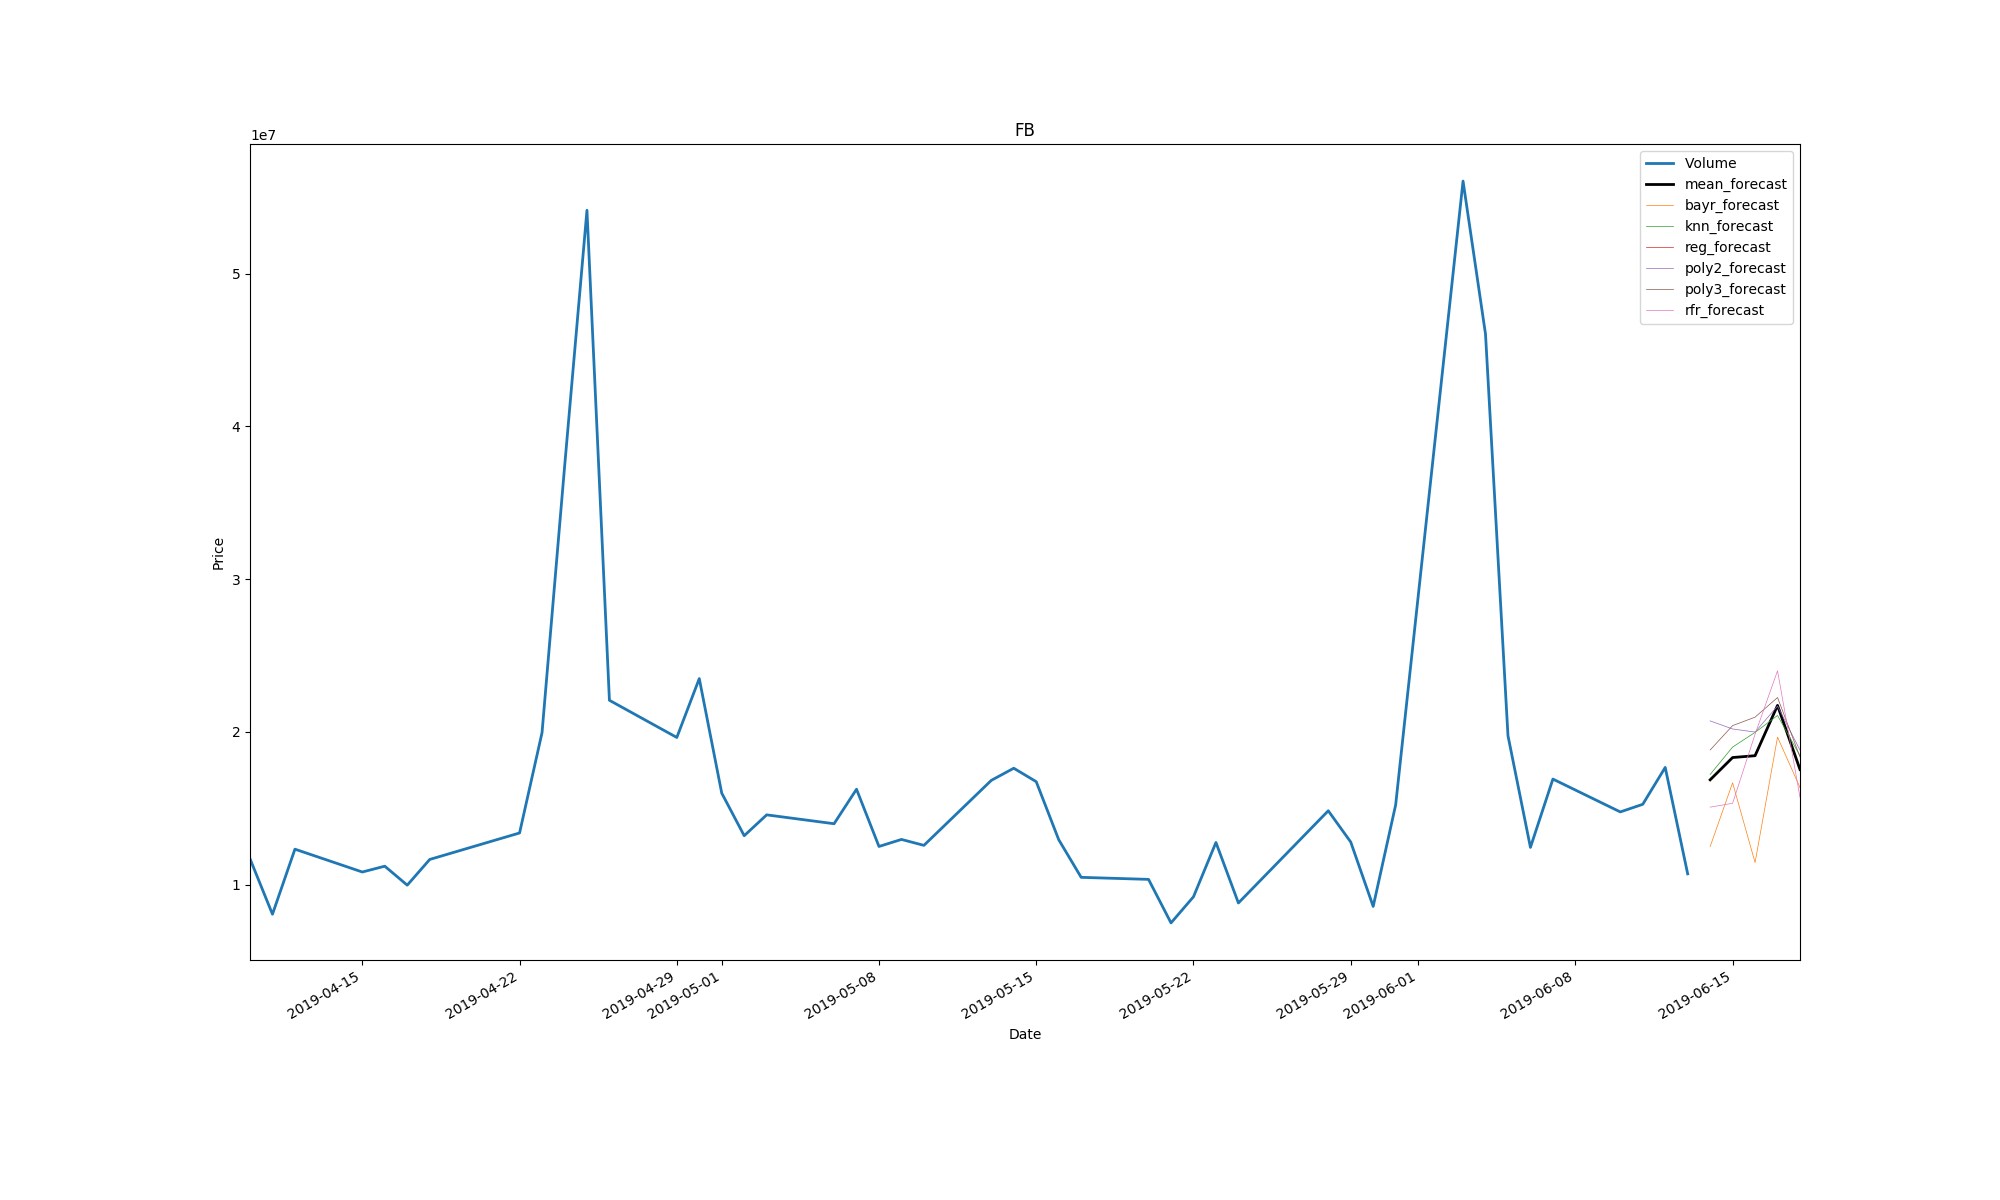 FB
1e7
Volume
mean_forecast
bayr_forecast
knn_forecast
reg_forecast
poly2_forecast
poly3_forecast
rfr_forecast
5
4
3
2
1
Price
2019-04-15
2019-04-22
2019-04-29
2019-05-01
2019-05-08
2019-05-15
2019-05-22
2019-05-29
2019-06-01
2019-06-08
2019-06-15
Date